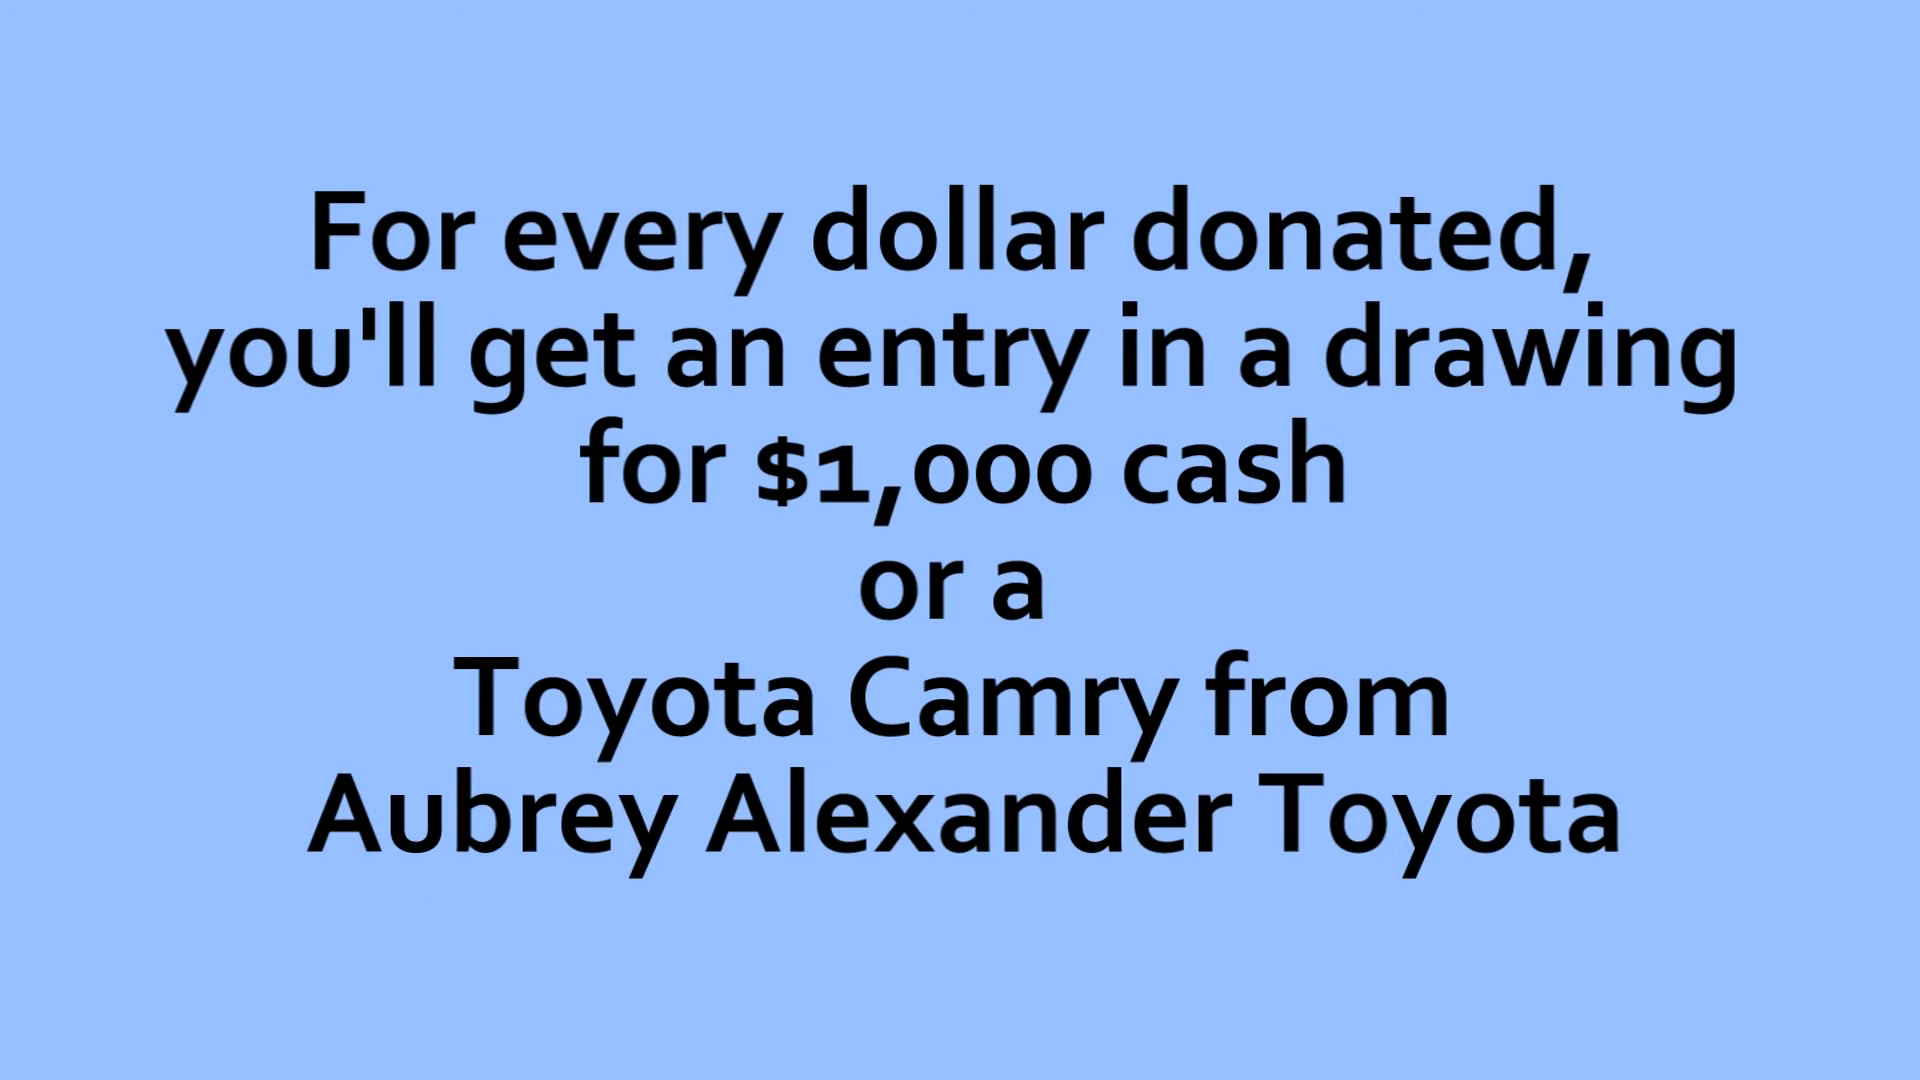 For every dollar donated,
you'll get an entry in a drawing
for $1,000 cash
or a
Toyota Camry from
Aubrey Alexander Toyota